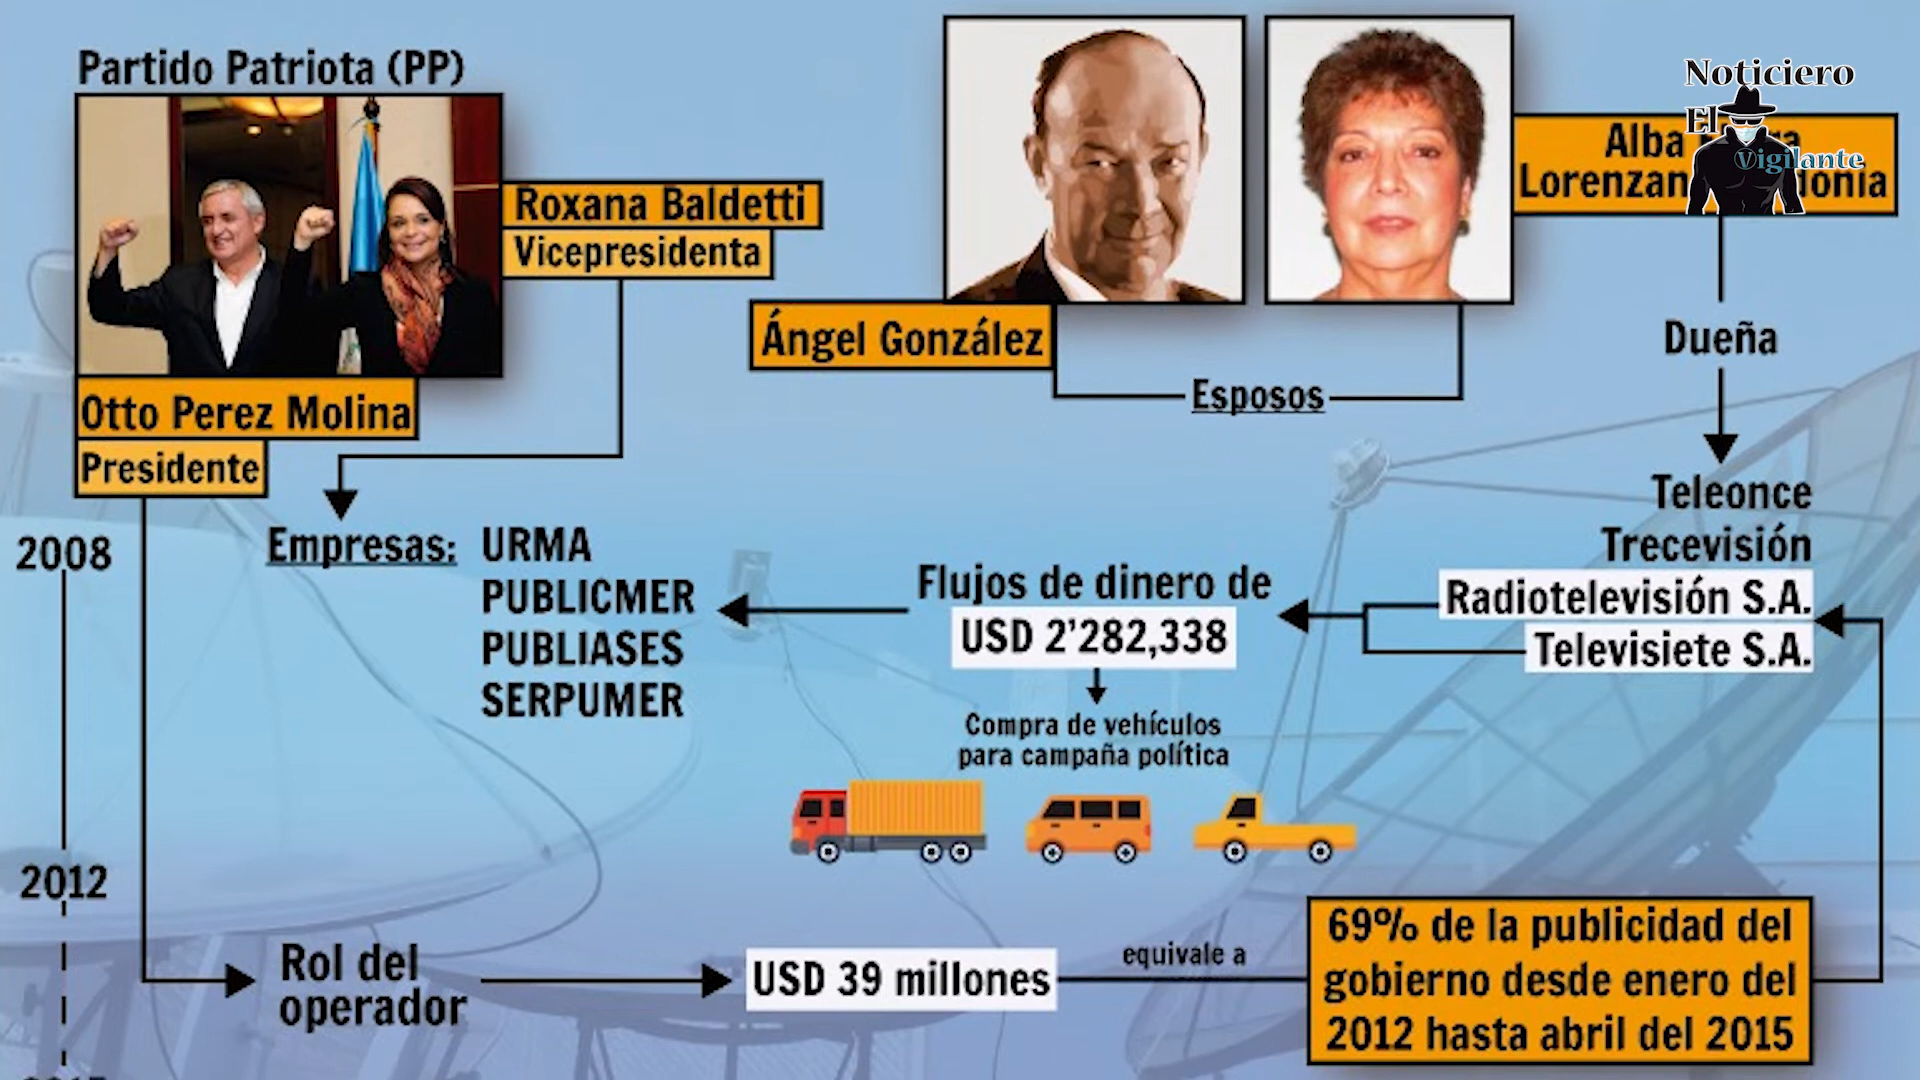 Partido Patriota (PP)
Roxana Baldetti
Vicepresidenta
Otto Perez Molina
Presidente
Ángel González
Esposos
Noticiero
El
Vigilante
Alba
Dueña
Teleonce
Trecevisión
Radiotelevisión S.A.
Televisiete S.A.
2008
Empresas:
URMA
PUBLICMER
PUBLIASES
SERPUMER
Flujos de dinero de
USD 2’282,338
Compra de vehículos
para campaña política
2012
Rol del
operador
USD 39 millones
equivale a
69% de la publicidad del
gobierno desde enero del
2012 hasta abril del 2015